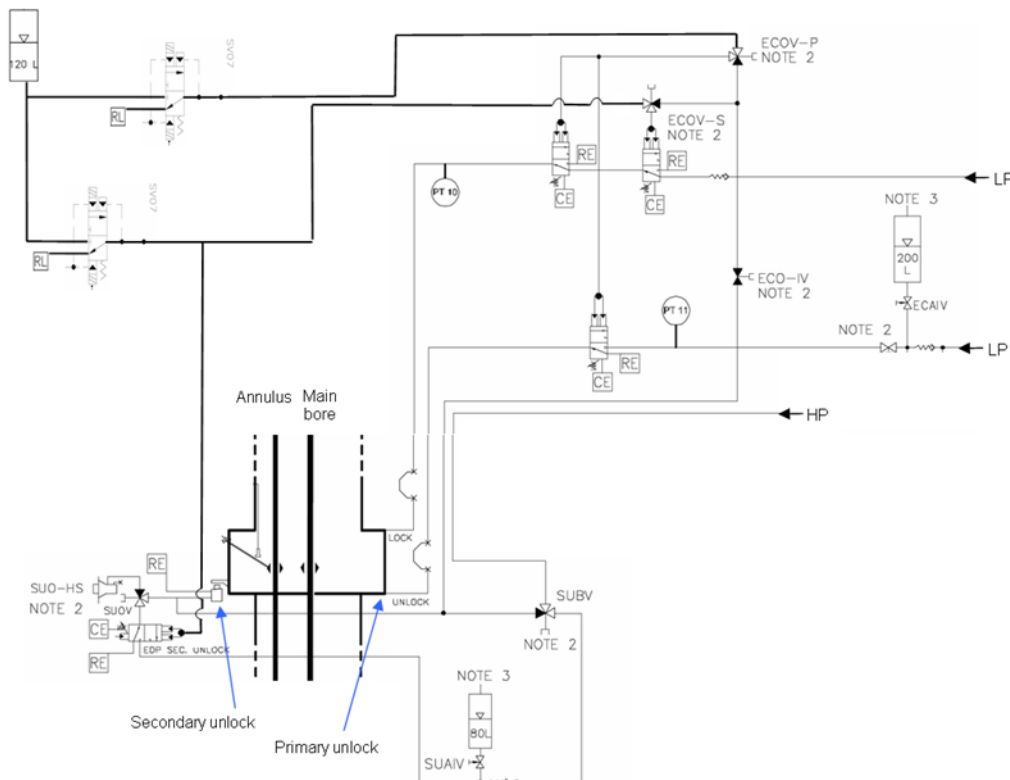 120 L
SV07
RL
ECOV-P
NOTE 2
ECOV-S
NOTE 2
RE
RE
PT 10
CE
CE
LP
NOTE 3
200
L
ECAIV
SV07
RL
ECO-IV
NOTE 2
PT 11
NOTE 2
LP
RE
CE
Annulus
Main
bore
HP
LOCK
RE
SUO-HS
NOTE 2
SUOV
UNLOCK
SUBV
NOTE 2
CE
RE
EDP SEC. UNLOCK
NOTE 3
80L
SUAIV
Secondary unlock
Primary unlock